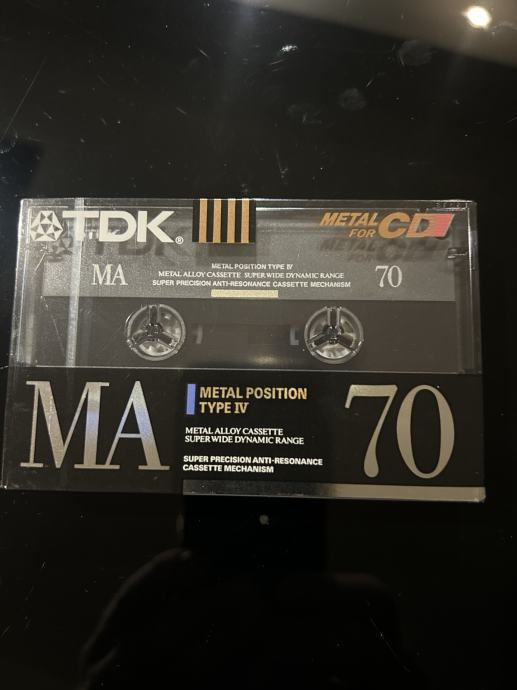 TDK®
METAL FOR CD
MA
METAL POSITION TYPE IV
METAL ALLOY CASSETTE SUPER WIDE DYNAMIC RANGE
SUPER PRECISION ANTI-RESONANCE CASSETTE MECHANISM
70
MA
METAL POSITION
TYPE IV
METAL ALLOY CASSETTE
SUPER WIDE DYNAMIC RANGE
SUPER PRECISION ANTI-RESONANCE
CASSETTE MECHANISM
70